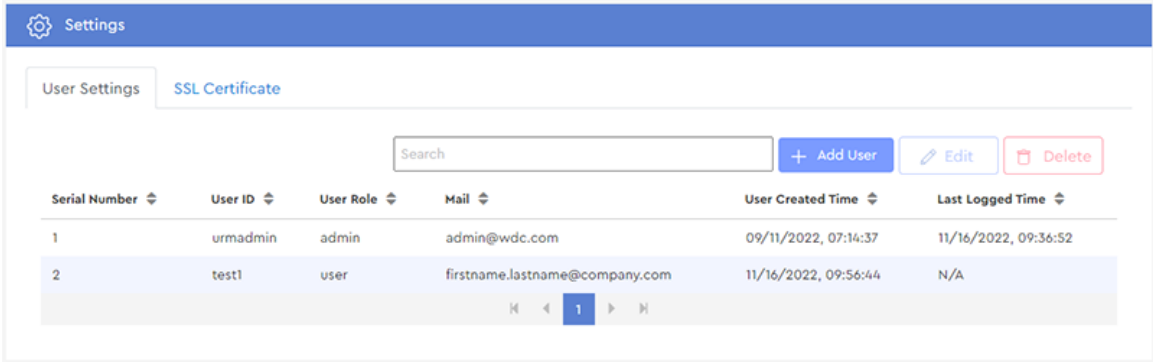 Settings
User Settings SSL Certificate
Search + Add User Edit Delete
Serial Number User ID User Role Mail User Created Time Last Logged Time
1 urmadmin admin admin@wdc.com 09/11/2022, 07:14:37 11/16/2022, 09:36:52
2 test1 user firstname.lastname@company.com 11/16/2022, 09:56:44 N/A
1